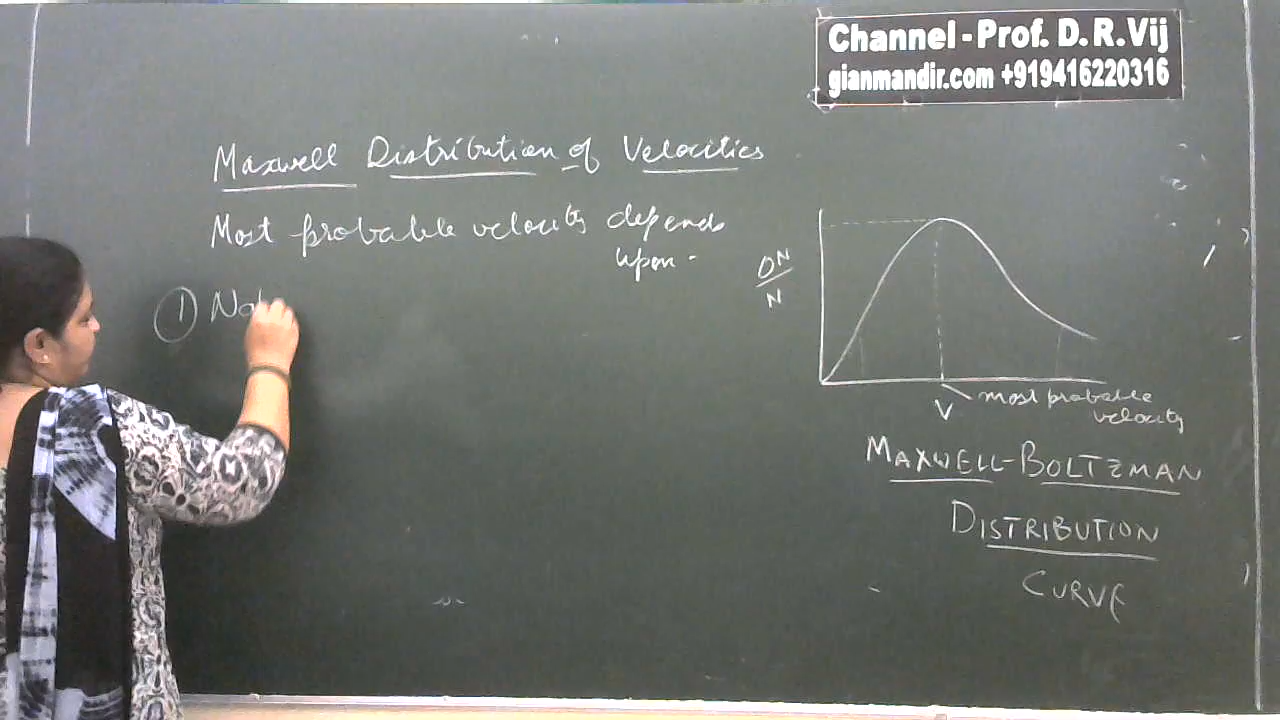 Channel - Prof. D. R. Vij
gianmandir.com +919416220316
Maxwell Distribution of Velocities
Most probable velocity depends
upon -
① Nat
DN
N
V
most probable
velocity
MAXWELL-BOLTZMAN
DISTRIBUTION
CURVE